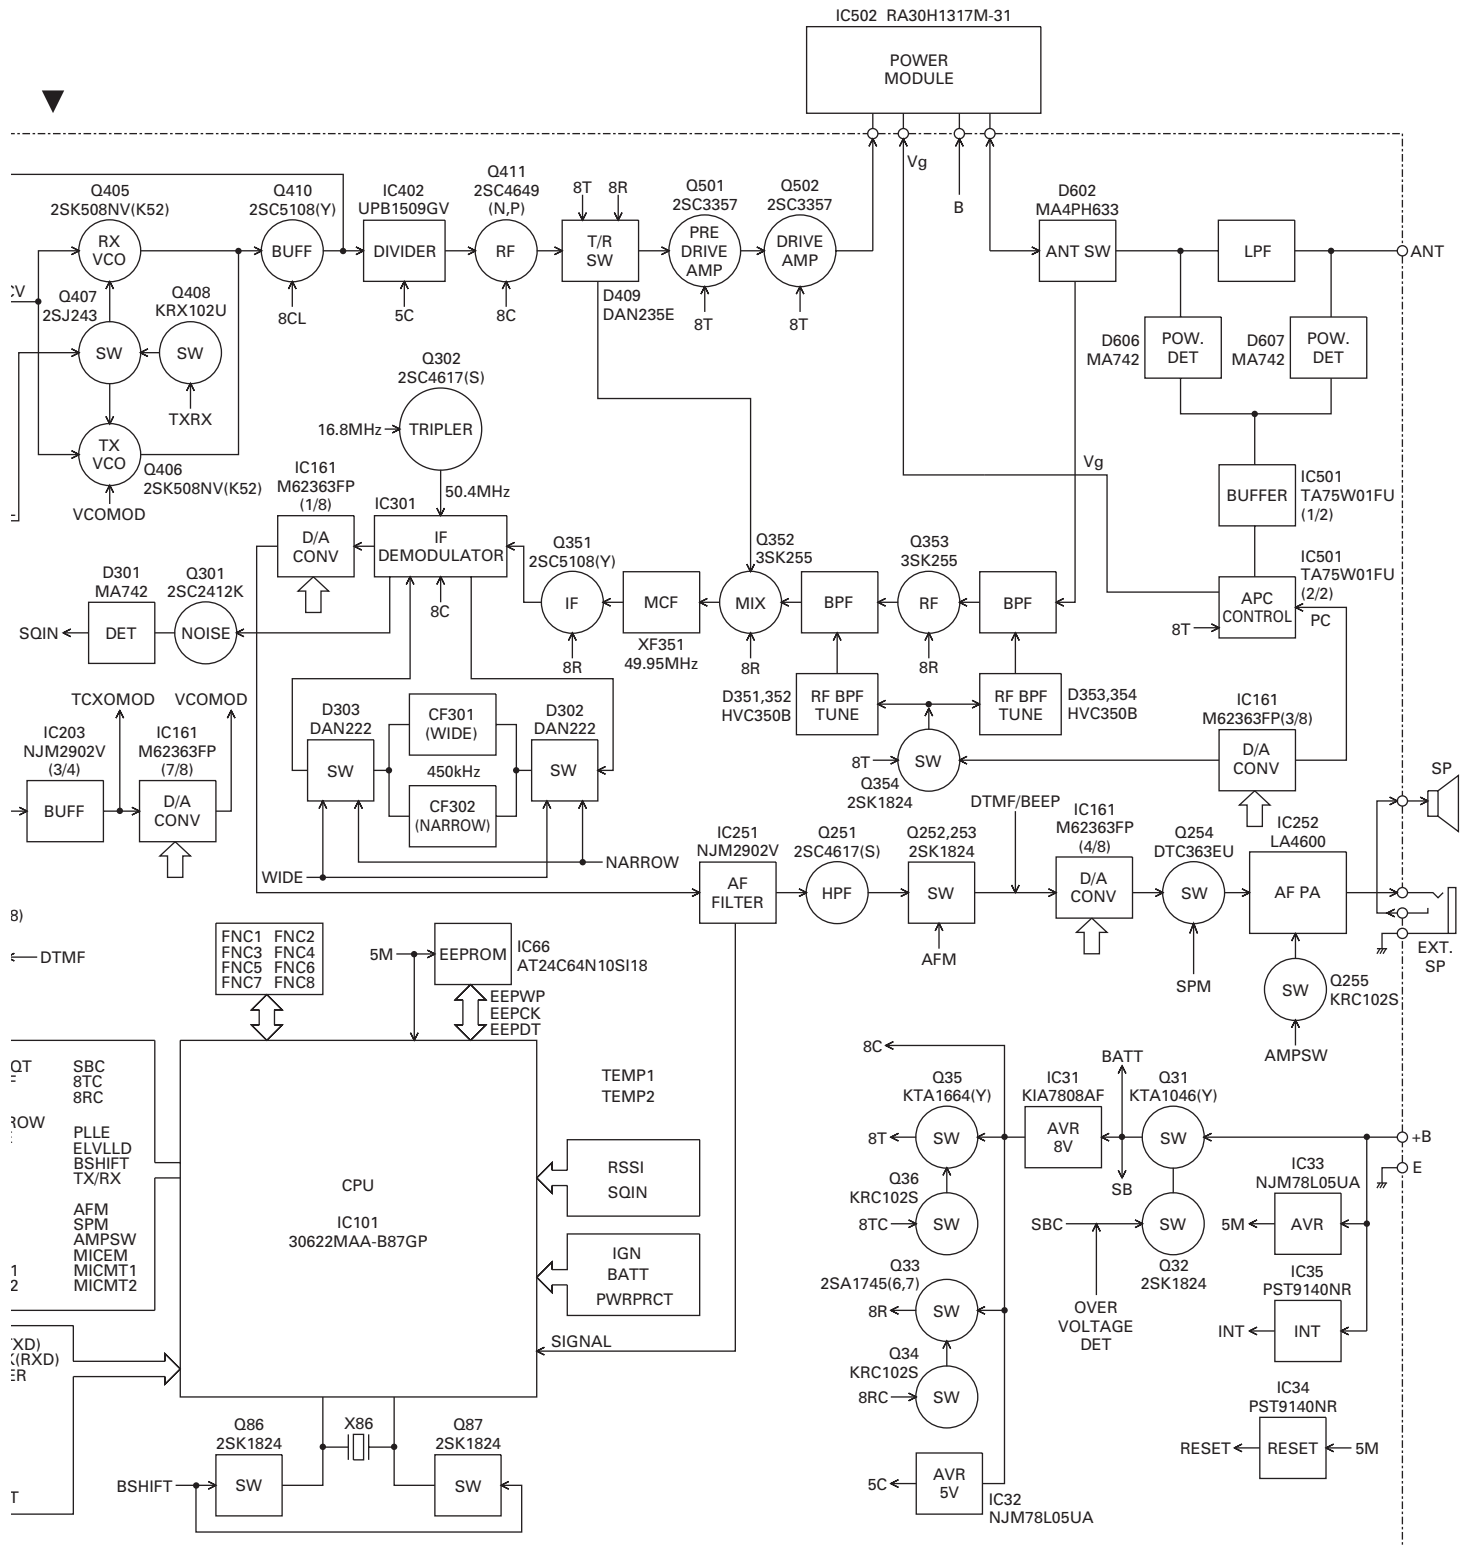 IC502 RA30H1317M-31
POWER
MODULE
Vg
B
Q405
2SK508NV(K52)
RX
VCO
Q410
2SC5108(Y)
BUFF
8CL
IC402
UPB1509GV
DIVIDER
5C
Q411
2SC4649
(N,P)
RF
8C
8T
8R
T/R
SW
D409
DAN235E
Q501
2SC3357
PRE
DRIVE
AMP
8T
Q502
2SC3357
DRIVE
AMP
8T
D602
MA4PH633
ANT SW
LPF
ANT
CV
Q407
2SJ243
SW
Q408
KRX102U
SW
TXRX
TX
VCO
Q406
2SK508NV(K52)
VCOMOD
D606
MA742
POW.
DET
D607
MA742
POW.
DET
Q302
2SC4617(S)
16.8MHz
TRIPLER
50.4MHz
Vg
BUFFER
IC501
TA75W01FU
(1/2)
IC161
M62363FP
(1/8)
D/A
CONV
IC301
IF
DEMODULATOR
8C
Q351
2SC5108(Y)
IF
8R
MCF
XF351
49.95MHz
Q352
3SK255
MIX
8R
BPF
Q353
3SK255
RF
8R
BPF
IC501
TA75W01FU
(2/2)
APC
CONTROL
8T
PC
D301
MA742
SQIN
DET
Q301
2SC2412K
NOISE
D351,352
HVC350B
RF BPF
TUNE
RF BPF
TUNE
D353,354
HVC350B
8T
SW
Q354
2SK1824
IC161
M62363FP(3/8)
D/A
CONV
TCXOMOD
VCOMOD
IC203
NJM2902V
(3/4)
BUFF
IC161
M62363FP
(7/8)
D/A
CONV
D303
DAN222
SW
CF301
(WIDE)
450kHz
CF302
(NARROW)
D302
DAN222
SW
NARROW
WIDE
IC251
NJM2902V
AF
FILTER
Q251
2SC4617(S)
HPF
Q252,253
2SK1824
SW
AFM
DTMF/BEEP
IC161
M62363FP
(4/8)
D/A
CONV
Q254
DTC363EU
SW
SPM
IC252
LA4600
AF PA
SP
EXT.
SP
SW
Q255
KRC102S
AMPSW
8)
DTMF
FNC1 FNC2
FNC3 FNC4
FNC5 FNC6
FNC7 FNC8
5M
EEPROM
IC66
AT24C64N10SI18
EEPWP
EEPCK
EEPDT
QT
SBC
8TC
8RC
ROW
PLLE
ELVLLD
BSHIFT
TX/RX
AFM
SPM
AMPSW
MICEM
1 MICMT1
2 MICMT2
CPU
IC101
30622MAA-B87GP
TEMP1
TEMP2
RSSI
SQIN
IGN
BATT
PWRPRCT
SIGNAL
XD)
(RXD)
ER
T
8C
Q35
KTA1664(Y)
8T
SW
Q36
KRC102S
8TC
SW
Q33
2SA1745(6,7)
8R
SW
Q34
KRC102S
8RC
SW
IC31
KIA7808AF
AVR
8V
BATT
SB
Q31
KTA1046(Y)
SW
SBC
SW
Q32
2SK1824
OVER
VOLTAGE
DET
+B
E
IC33
NJM78L05UA
5M
AVR
IC35
PST9140NR
INT
INT
IC34
PST9140NR
RESET
RESET
5M
5C
AVR
5V
IC32
NJM78L05UA
Q86
2SK1824
X86
Q87
2SK1824
BSHIFT
SW
SW